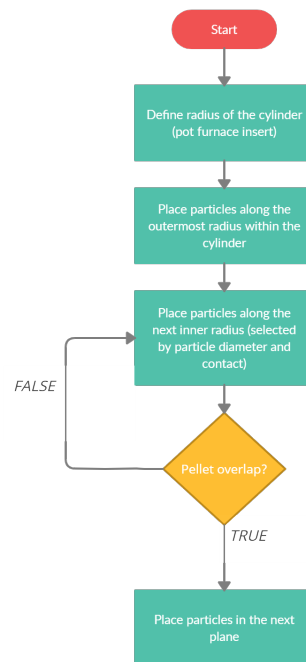 Start
Define radius of the cylinder
(pot furnace insert)
Place particles along the
outermost radius within the
cylinder
Place particles along the
next inner radius (selected
by particle diameter and
contact)
FALSE
Pellet overlap?
TRUE
Place particles in the next
plane